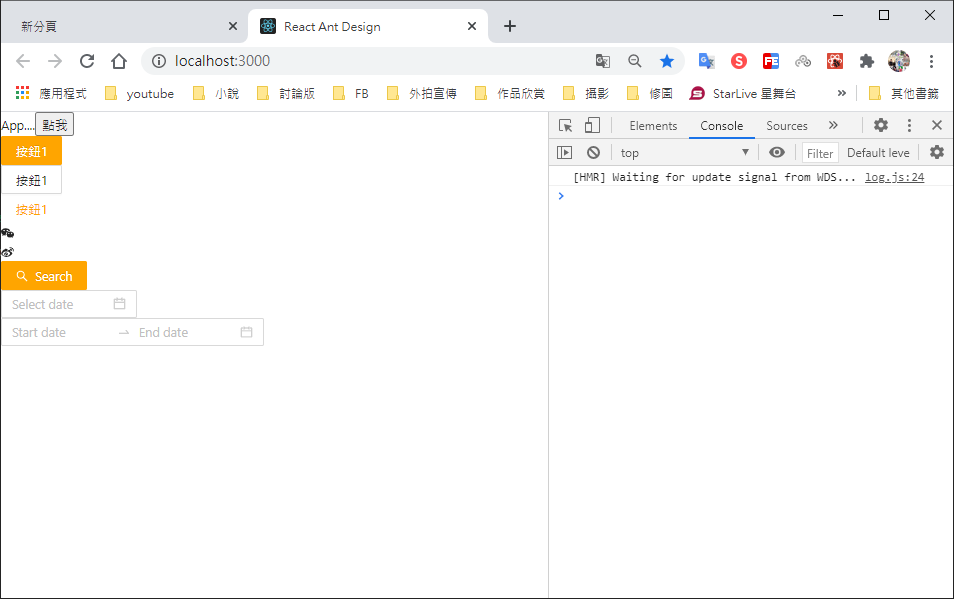 新分頁
React Ant Design
localhost:3000
應用程式 youtube 小說 討論版 FB 外拍宣傳 作品欣賞 攝影 修圖 StarLive 星舞台 » 其他書籤
App....點我
按鈕1
按鈕1
按鈕1
Search
Select date
Start date → End date
Elements Console Sources »
top ▼ Filter Default leve
[HMR] Waiting for update signal from WDS... log.js:24
>